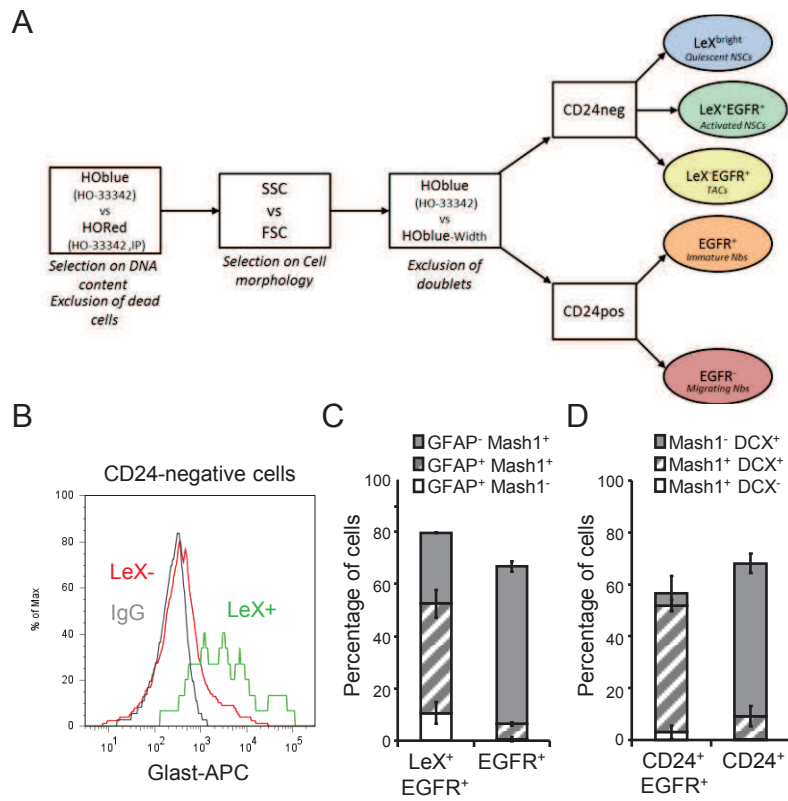 A
HOblue
(HO-33342)
vs
HORed
(HO-33342 ,IP)
Selection on DNA
content
Exclusion of dead
cells
SSC
vs
FSC
Selection on Cell
morphology
HOblue
(HO-33342)
vs
HOblue-Width
Exclusion of
doublets
CD24neg
CD24pos
LeXbright
Quiescent NSCs
LeX+EGFR+
Activated NSCs
LeX-EGFR+
TACs
EGFR+
Immature Nbs
EGFR-
Migrating Nbs
B
CD24-negative cells
100
80
60
40
20
0
% of Max
LeX-
IgG
LeX+
10^1
10^2
10^3
10^4
10^5
Glast-APC
C
GFAP- Mash1+
GFAP+ Mash1+
GFAP+ Mash1-
100
80
60
40
20
0
Percentage of cells
LeX+
EGFR+
EGFR+
D
Mash1- DCX+
Mash1+ DCX+
Mash1+ DCX-
100
80
60
40
20
0
Percentage of cells
CD24+
EGFR+
CD24+